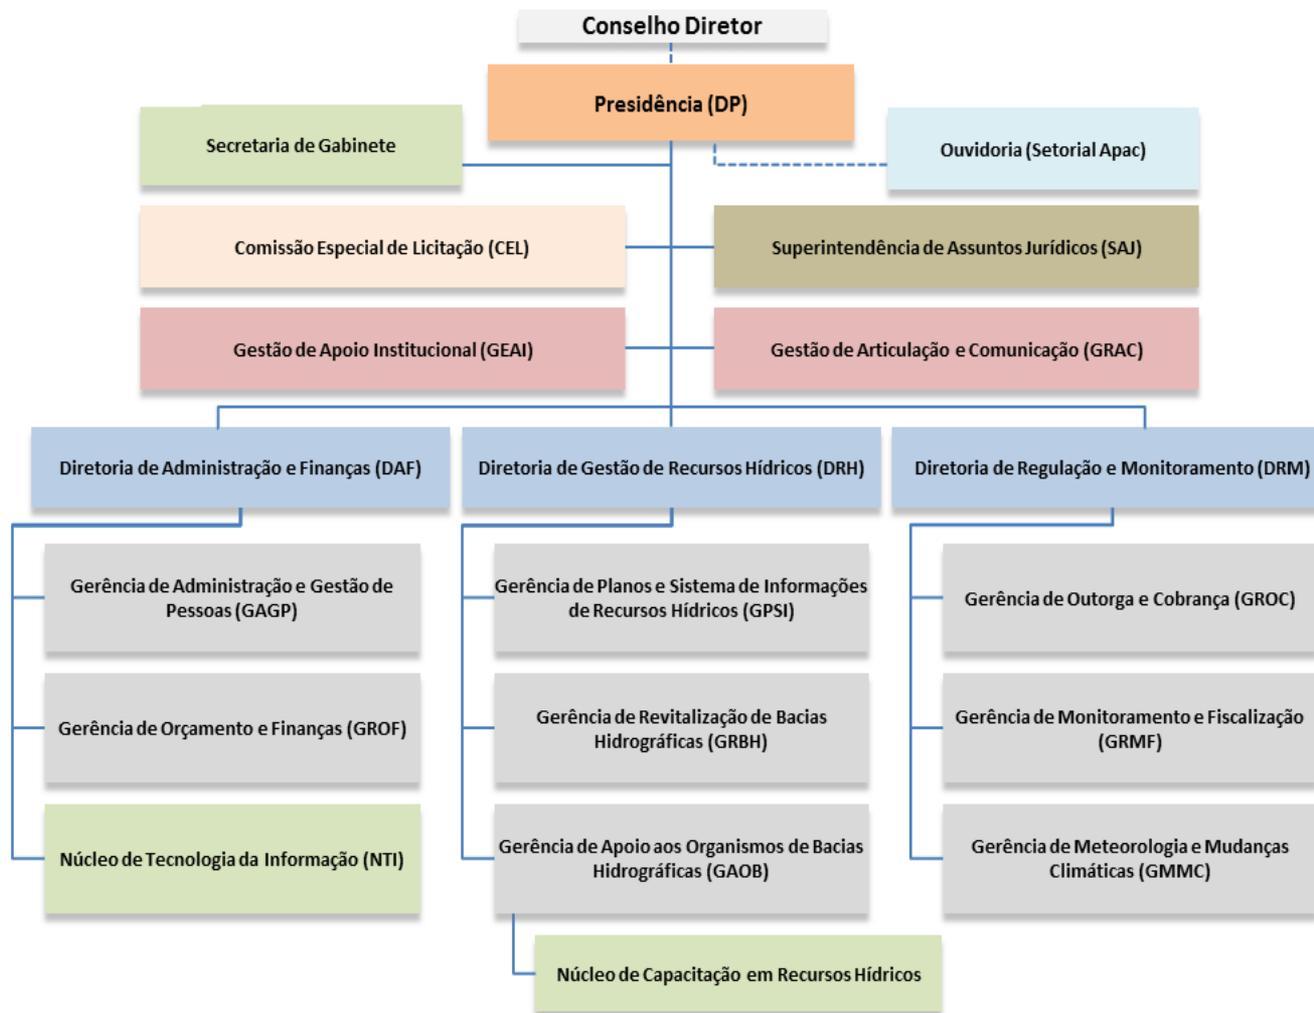 Conselho Diretor
Presidência (DP)
Secretaria de Gabinete
Ouvidoria (Setorial Apac)
Comissão Especial de Licitação (CEL)
Superintendência de Assuntos Jurídicos (SAJ)
Gestão de Apoio Institucional (GEAI)
Gestão de Articulação e Comunicação (GRAC)
Diretoria de Administração e Finanças (DAF)
Diretoria de Gestão de Recursos Hídricos (DRH)
Diretoria de Regulação e Monitoramento (DRM)
Gerência de Administração e Gestão de
Pessoas (GAGP)
Gerência de Planos e Sistema de Informações
de Recursos Hídricos (GPSI)
Gerência de Outorga e Cobrança (GROC)
Gerência de Orçamento e Finanças (GROF)
Gerência de Revitalização de Bacias
Hidrográficas (GRBH)
Gerência de Monitoramento e Fiscalização
(GRMF)
Núcleo de Tecnologia da Informação (NTI)
Gerência de Apoio aos Organismos de Bacias
Hidrográficas (GAOB)
Gerência de Meteorologia e Mudanças
Climáticas (GMMC)
Núcleo de Capacitação em Recursos Hídricos